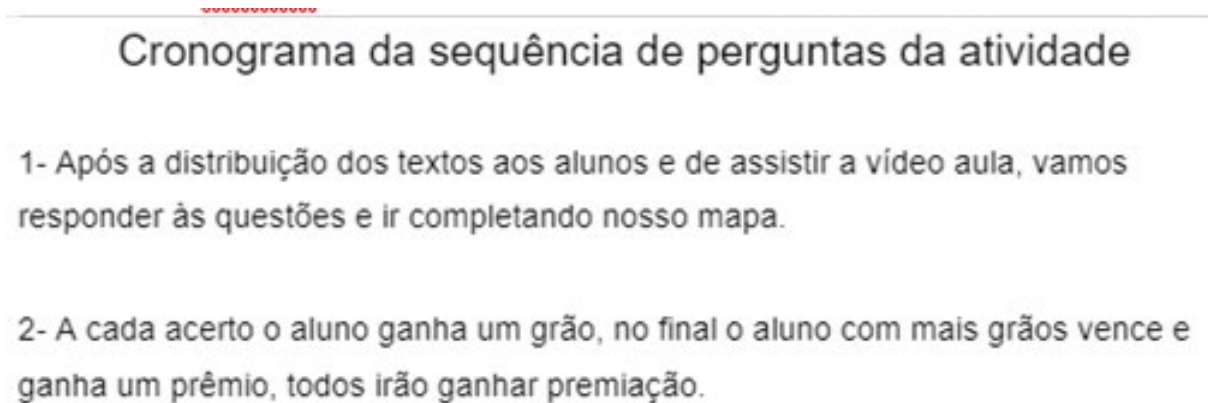 Cronograma da sequência de perguntas da atividade
1- Após a distribuição dos textos aos alunos e de assistir a vídeo aula, vamos
responder às questões e ir completando nosso mapa.
2- A cada acerto o aluno ganha um grão, no final o aluno com mais grãos vence e
ganha um prêmio, todos irão ganhar premiação.